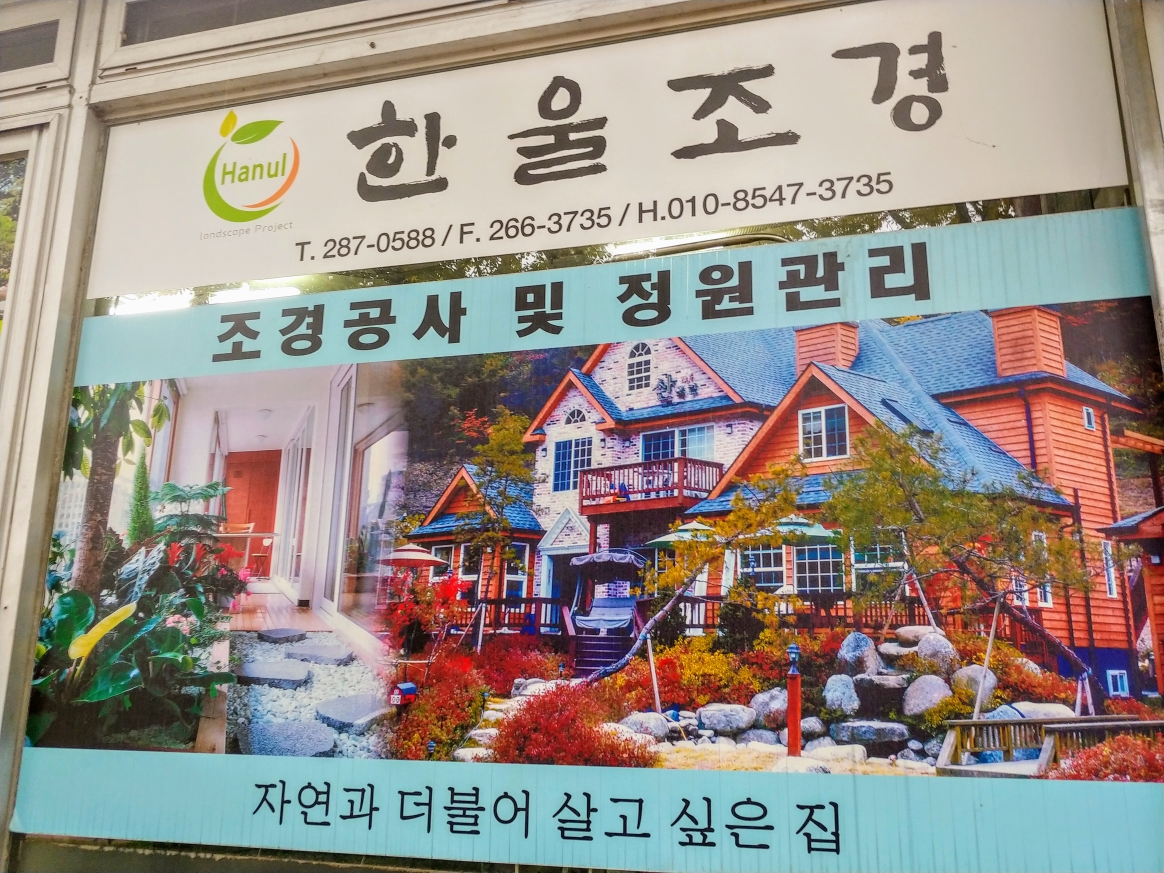 한울조경
Hanul
landscape Project
T. 287-0588 / F. 266-3735 / H.010-8547-3735
조경공사 및 정원관리
자연과 더불어 살고 싶은 집